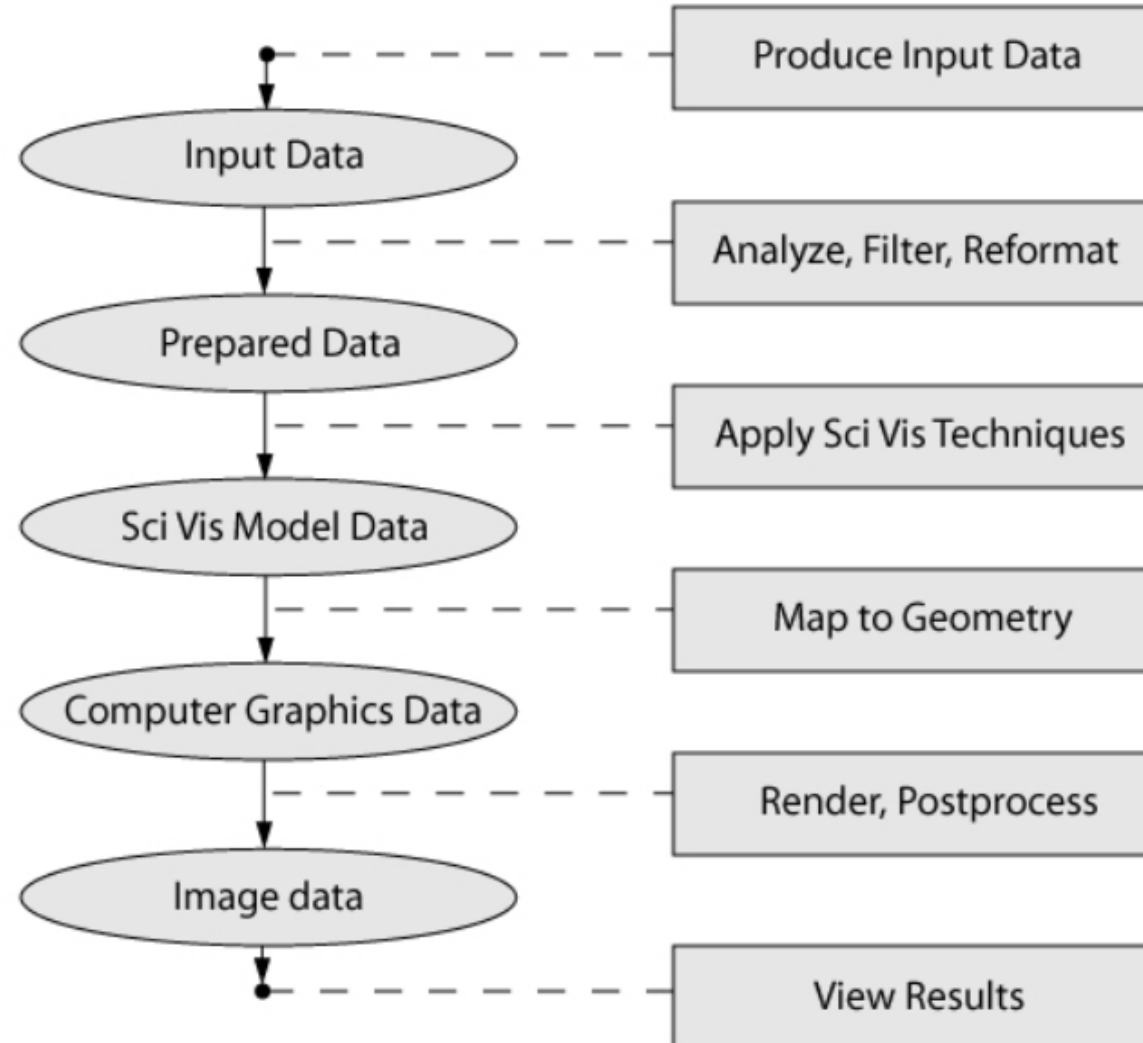 Produce Input Data
Input Data
Analyze, Filter, Reformat
Prepared Data
Apply Sci Vis Techniques
Sci Vis Model Data
Map to Geometry
Computer Graphics Data
Render, Postprocess
Image data
View Results